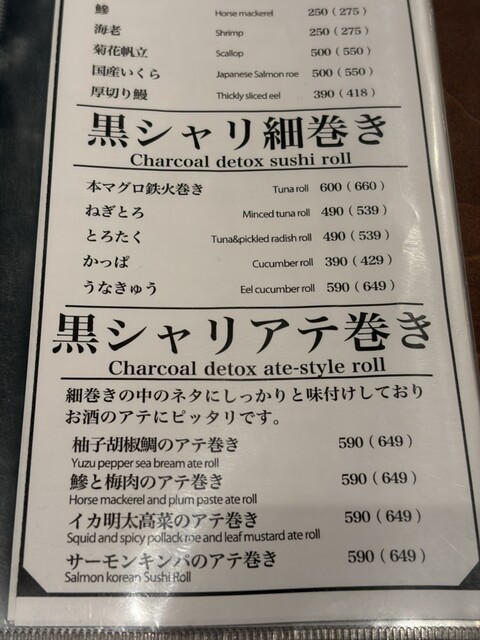 鯵 Horse mackerel 250 ( 275 )
海老 Shrimp 250 ( 275 )
菊花帆立 Scallop 500 ( 550 )
国産いくら Japanese Salmon roe 500 ( 550 )
厚切り鰻 Thickly sliced eel 390 ( 418 )
黒シャリ細巻き
Charcoal detox sushi roll
本マグロ鉄火巻き Tuna roll 600 ( 660 )
ねぎとろ Minced tuna roll 490 ( 539 )
とろたく Tuna&pickled radish roll 490 ( 539 )
かっぱ Cucumber roll 390 ( 429 )
うなきゅう Eel cucumber roll 590 ( 649 )
黒シャリアテ巻き
Charcoal detox ate-style roll
細巻きの中のネタにしっかりと味付けしており
お酒のアテにピッタリです。
柚子胡椒鯛のアテ巻き 590 ( 649 )
Yuzu pepper sea bream ate roll
鯵と梅肉のアテ巻き 590 ( 649 )
Horse mackerel and plum paste ate roll
イカ明太高菜のアテ巻き 590 ( 649 )
Squid and spicy pollack roe and leaf mustard ate roll
サーモンキンパのアテ巻き 590 ( 649 )
Salmon korean Sushi Roll